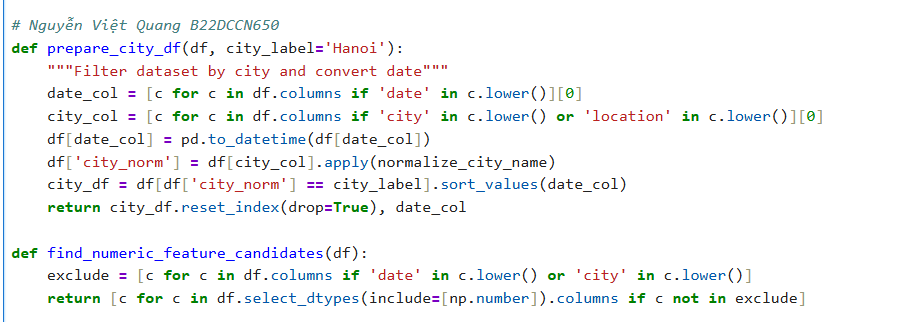 # Nguyễn Việt Quang B22DCCN650
def prepare_city_df(df, city_label='Hanoi'):
    """Filter dataset by city and convert date"""
    date_col = [c for c in df.columns if 'date' in c.lower()][0]
    city_col = [c for c in df.columns if 'city' in c.lower() or 'location' in c.lower()][0]
    df[date_col] = pd.to_datetime(df[date_col])
    df['city_norm'] = df[city_col].apply(normalize_city_name)
    city_df = df[df['city_norm'] == city_label].sort_values(date_col)
    return city_df.reset_index(drop=True), date_col

def find_numeric_feature_candidates(df):
    exclude = [c for c in df.columns if 'date' in c.lower() or 'city' in c.lower()]
    return [c for c in df.select_dtypes(include=[np.number]).columns if c not in exclude]